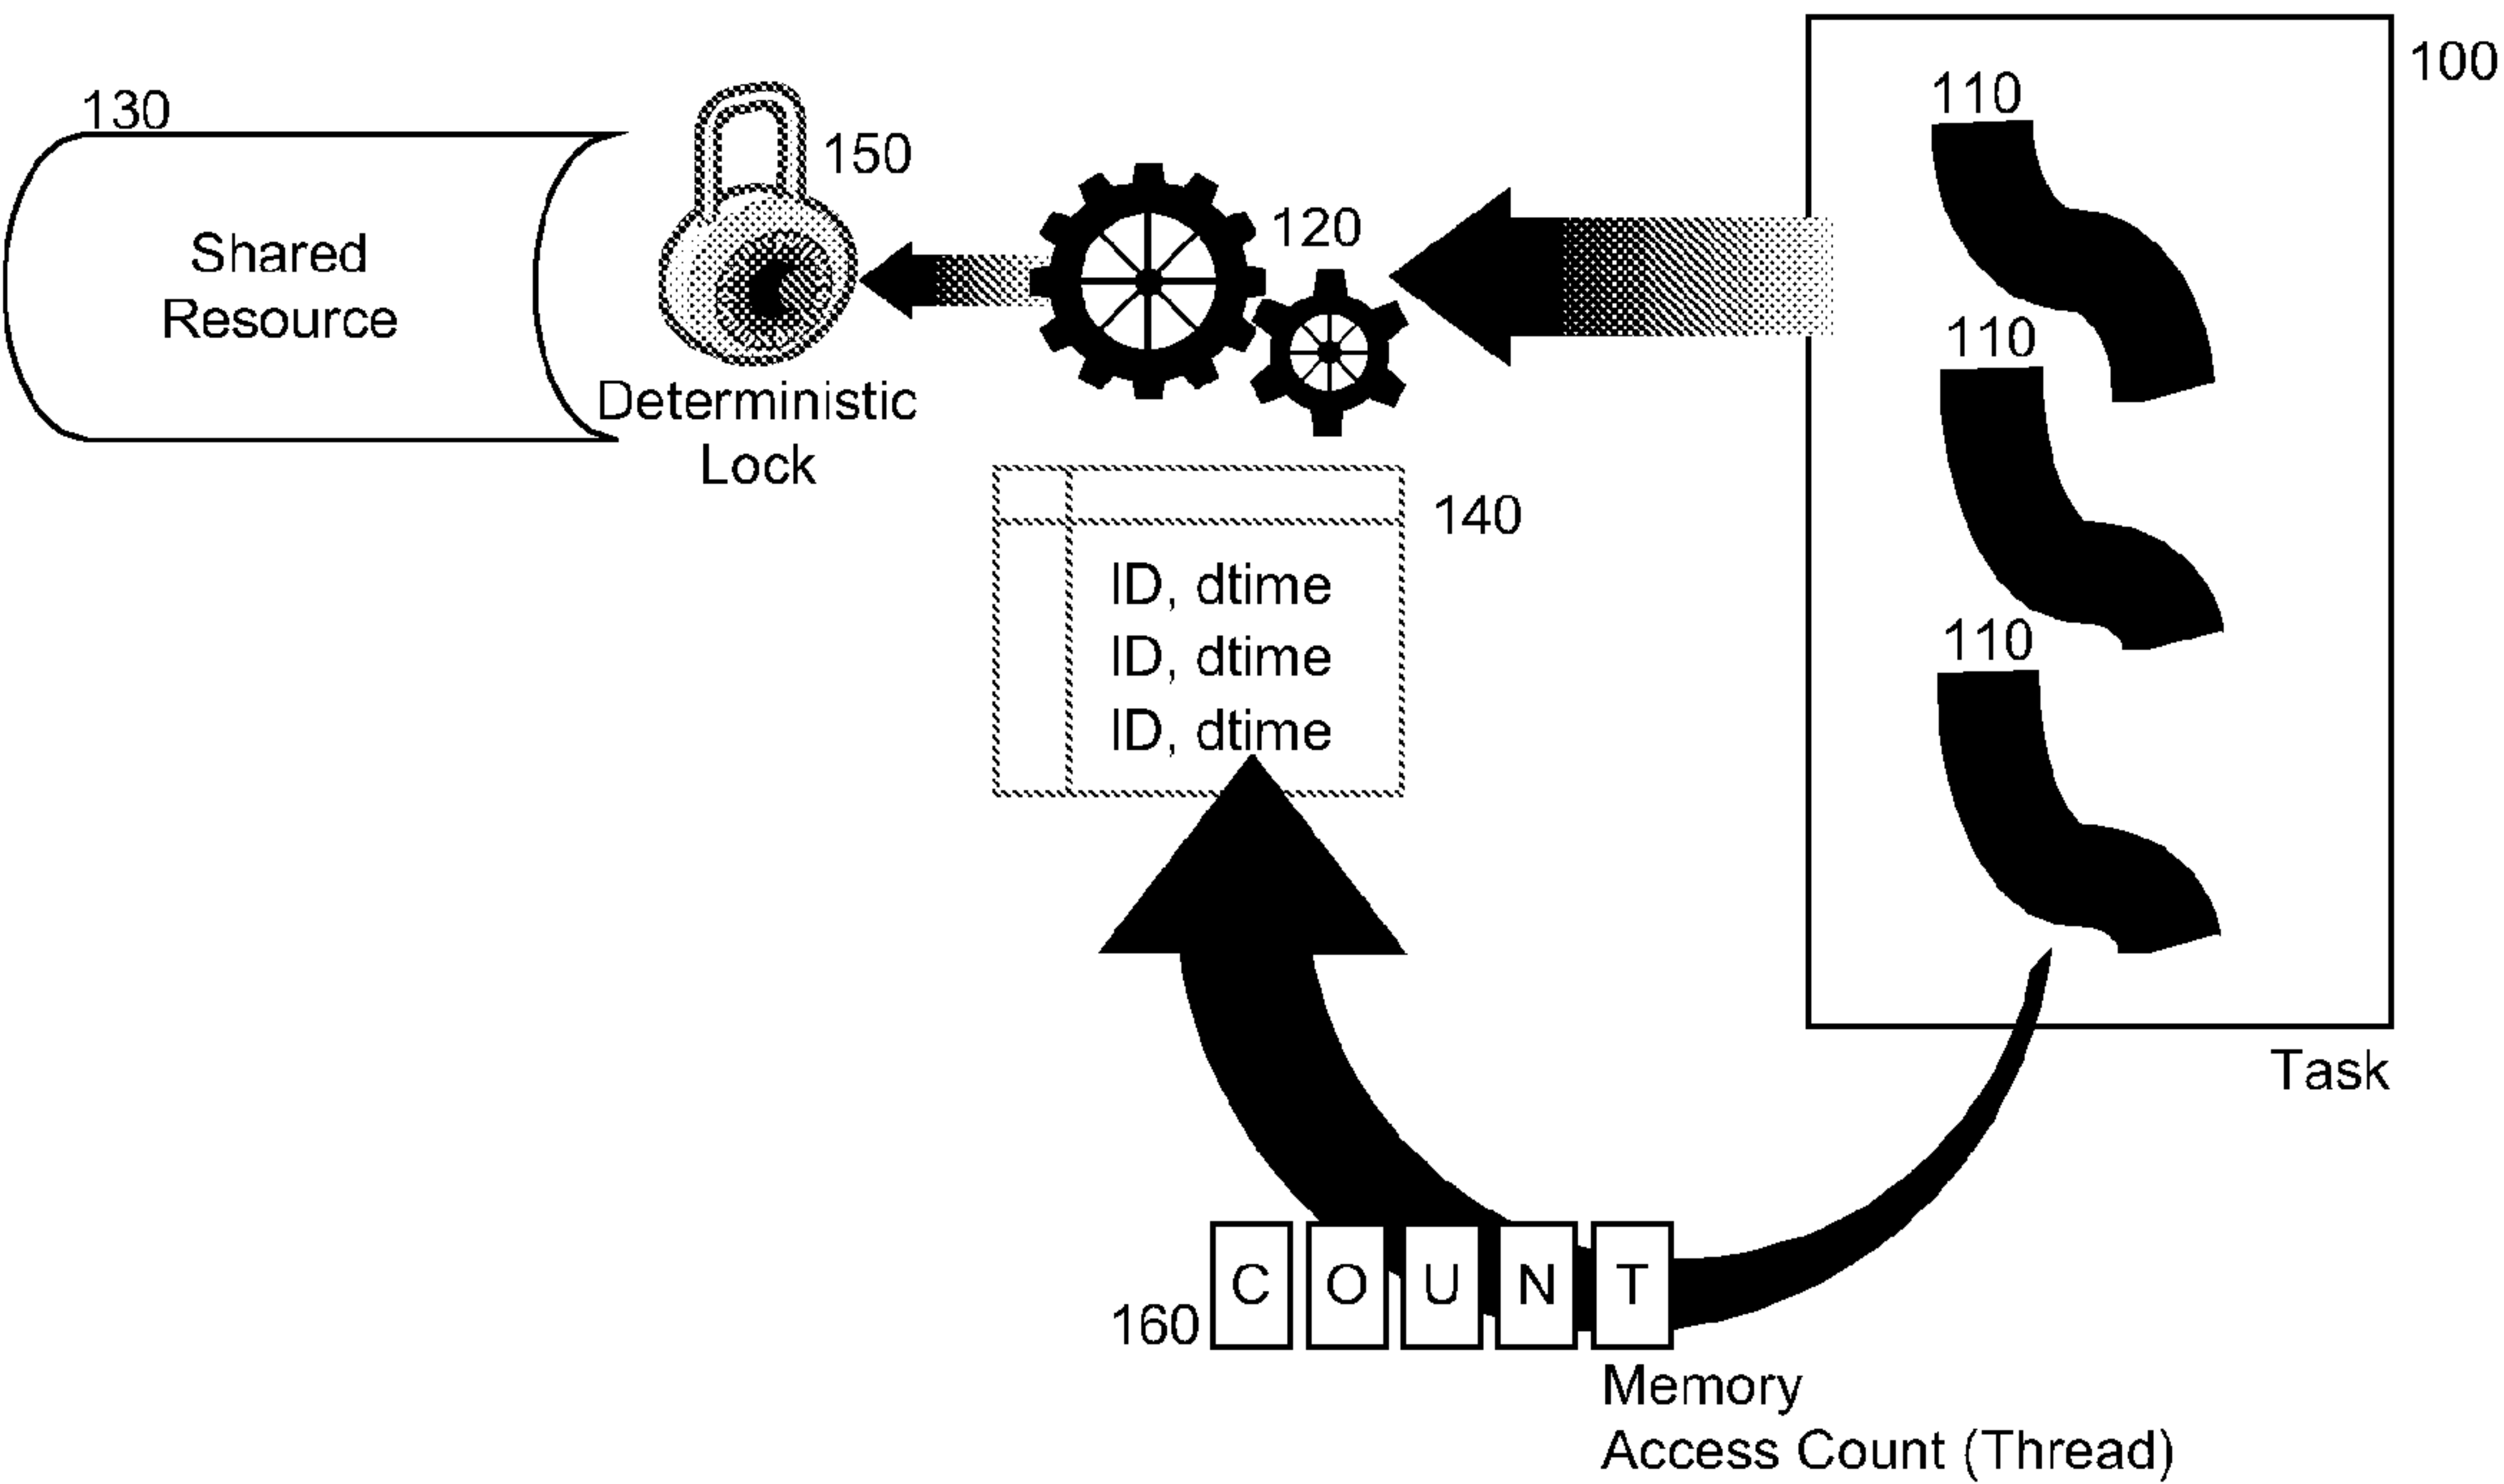 100
110
130
150
Shared
Resource
120
110
Deterministic
Lock
140
ID, dtime
ID, dtime
ID, dtime
110
Task
C O U N T
160
Memory
Access Count (Thread)